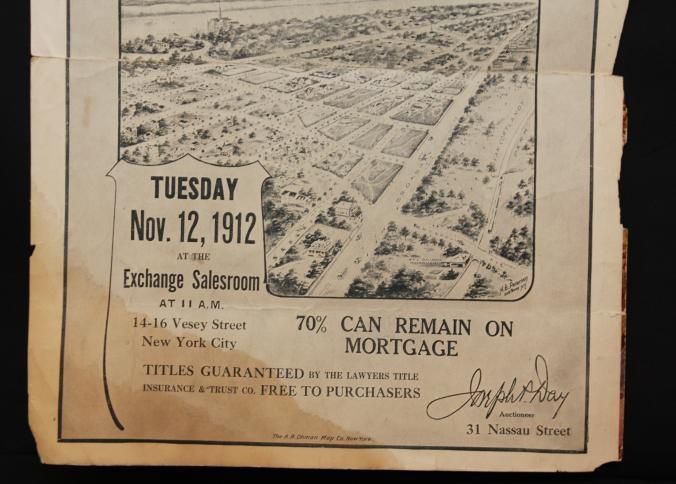 TUESDAY
Nov. 12, 1912
AT THE
Exchange Salesroom
AT 11 A.M.
14-16 Vesey Street
New York City
70% CAN REMAIN ON
MORTGAGE
TITLES GUARANTEED BY THE LAWYERS TITLE
INSURANCE & TRUST CO. FREE TO PURCHASERS
Joseph P. Day
Auctioneer
31 Nassau Street
The A.R. Ohman Map Co. New York.